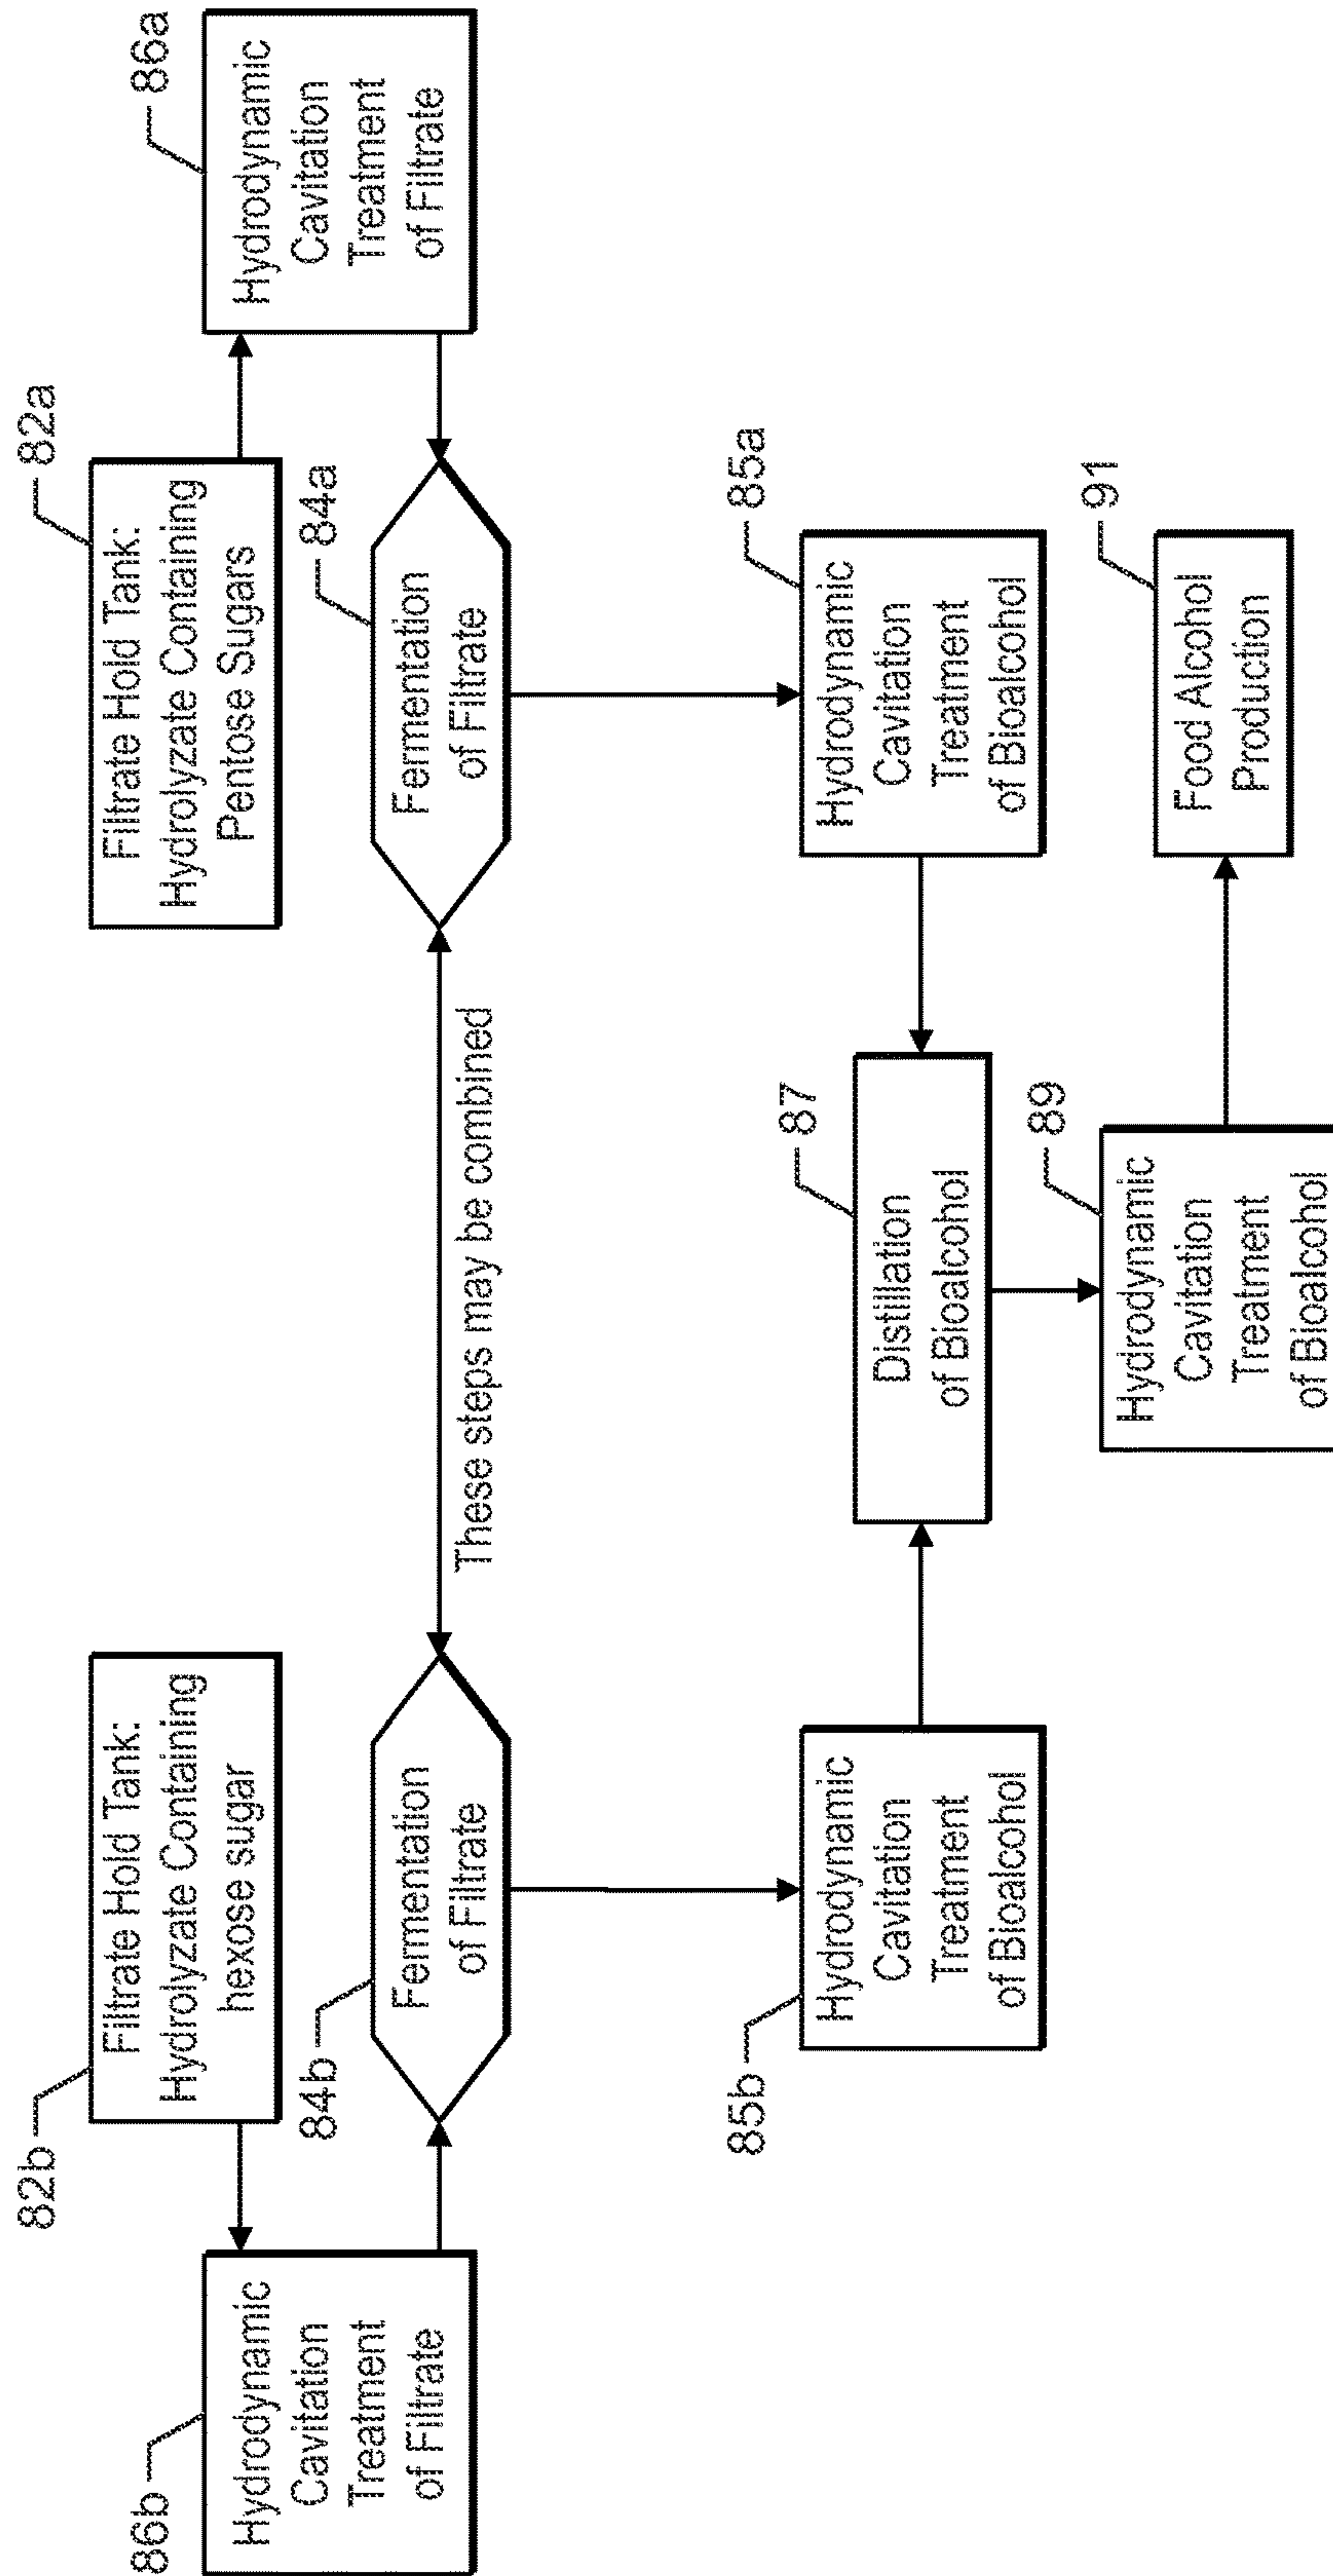 82b
Filtrate Hold Tank:
Hydrolyzate Containing
hexose sugar
82a
Filtrate Hold Tank:
Hydrolyzate Containing
Pentose Sugars
86b
Hydrodynamic
Cavitation
Treatment
of Filtrate
86a
Hydrodynamic
Cavitation
Treatment
of Filtrate
84b
Fermentation
of Filtrate
These steps may be combined
84a
Fermentation
of Filtrate
85b
Hydrodynamic
Cavitation
Treatment
of Bioalcohol
87
Distillation
of Bioalcohol
85a
Hydrodynamic
Cavitation
Treatment
of Bioalcohol
89
Hydrodynamic
Cavitation
Treatment
of Bioalcohol
91
Food Alcohol
Production